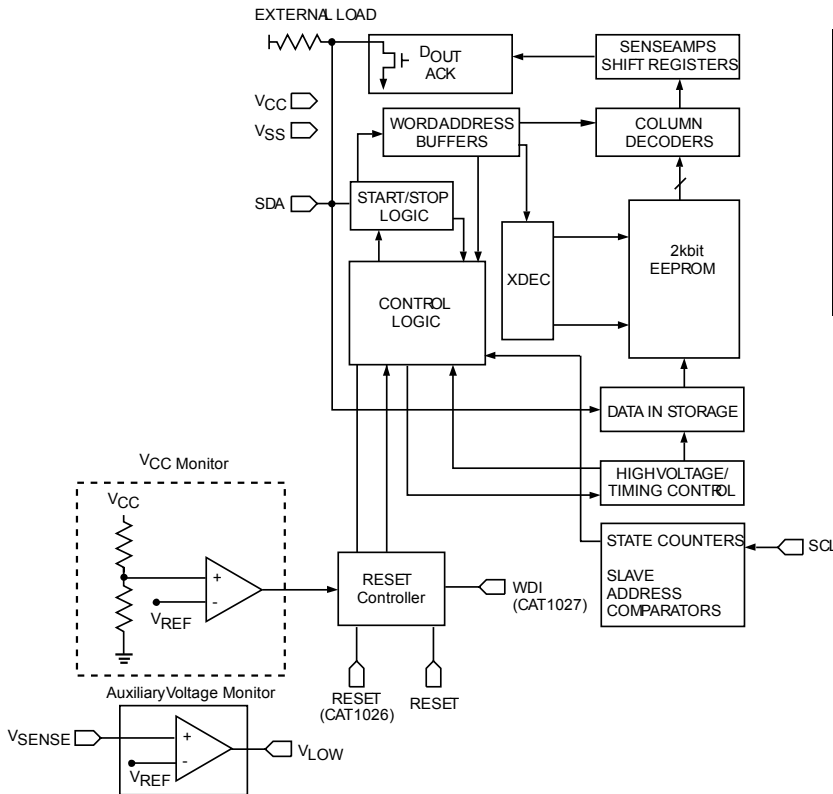 EXTERNAL LOAD
DOUT
ACK
SENSEAMPS
SHIFT REGISTERS
VCC
VSS
WORDADDRESS
BUFFERS
COLUMN
DECODERS
SDA
START/STOP
LOGIC
XDEC
2kbit
EEPROM
CONTROL
LOGIC
DATA IN STORAGE
HIGHVOLTAGE/
TIMING CONTROL
VCC Monitor
VCC
+
-
VREF
RESET
Controller
WDI
(CAT1027)
STATE COUNTERS
SLAVE
ADDRESS
COMPARATORS
SCL
RESET
(CAT1026)
RESET
AuxiliaryVoltage Monitor
VSENSE
+
-
VREF
VLOW